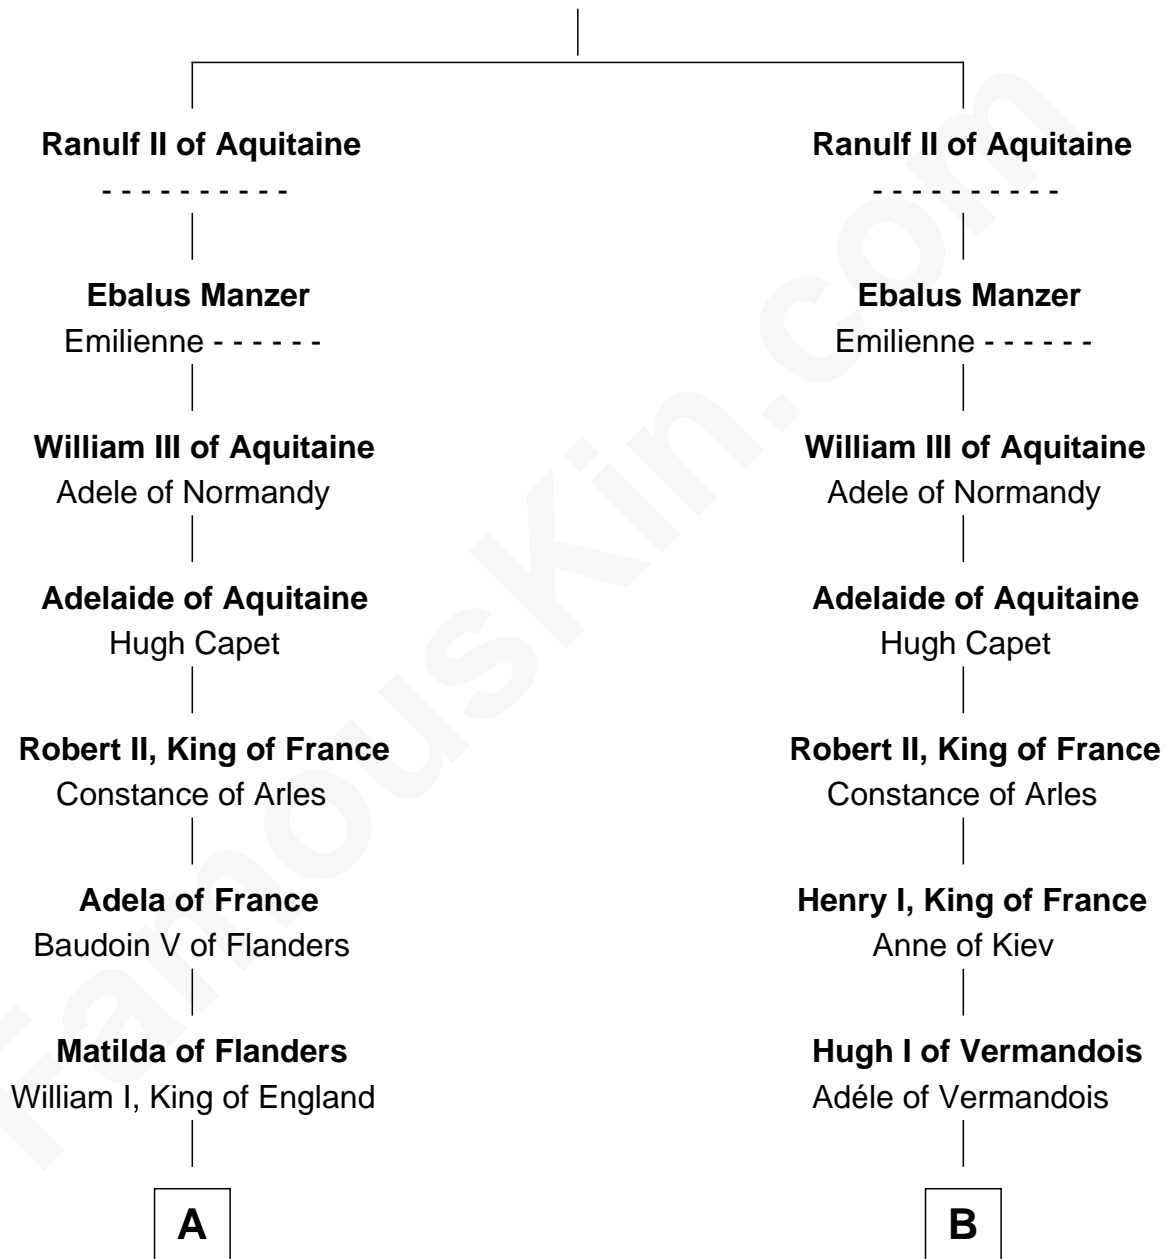 Ranulf II of Aquitaine
- - - - - - - - - -
Ebalus Manzer
Emilienne - - - - - -
William III of Aquitaine
Adele of Normandy
Adelaide of Aquitaine
Hugh Capet
Robert II, King of France
Constance of Arles
Adela of France
Baudoin V of Flanders
Matilda of Flanders
William I, King of England
A
Ranulf II of Aquitaine
- - - - - - - - - -
Ebalus Manzer
Emilienne - - - - - -
William III of Aquitaine
Adele of Normandy
Adelaide of Aquitaine
Hugh Capet
Robert II, King of France
Constance of Arles
Henry I, King of France
Anne of Kiev
Hugh I of Vermandois
Adéle of Vermandois
B
FamousKin.com